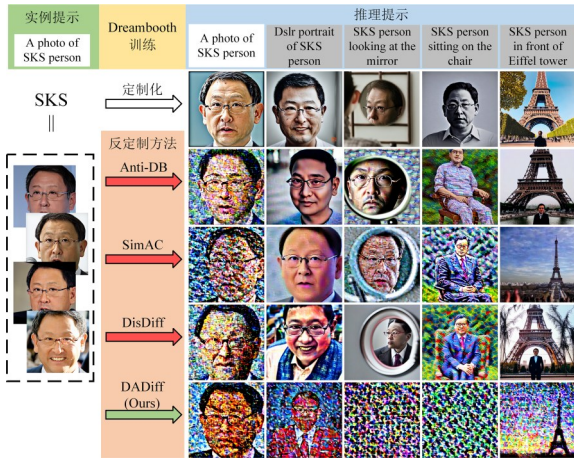 实例提示
A photo of
SKS person
Dreambooth
训练
推理提示
A photo of
SKS person
Dslr portrait
of SKS
person
SKS person
looking at the
mirror
SKS person
sitting on the
chair
SKS person
in front of
Eiffel tower
SKS
||
定制化
反定制方法
Anti-DB
SimAC
DisDiff
DADiff
(Ours)